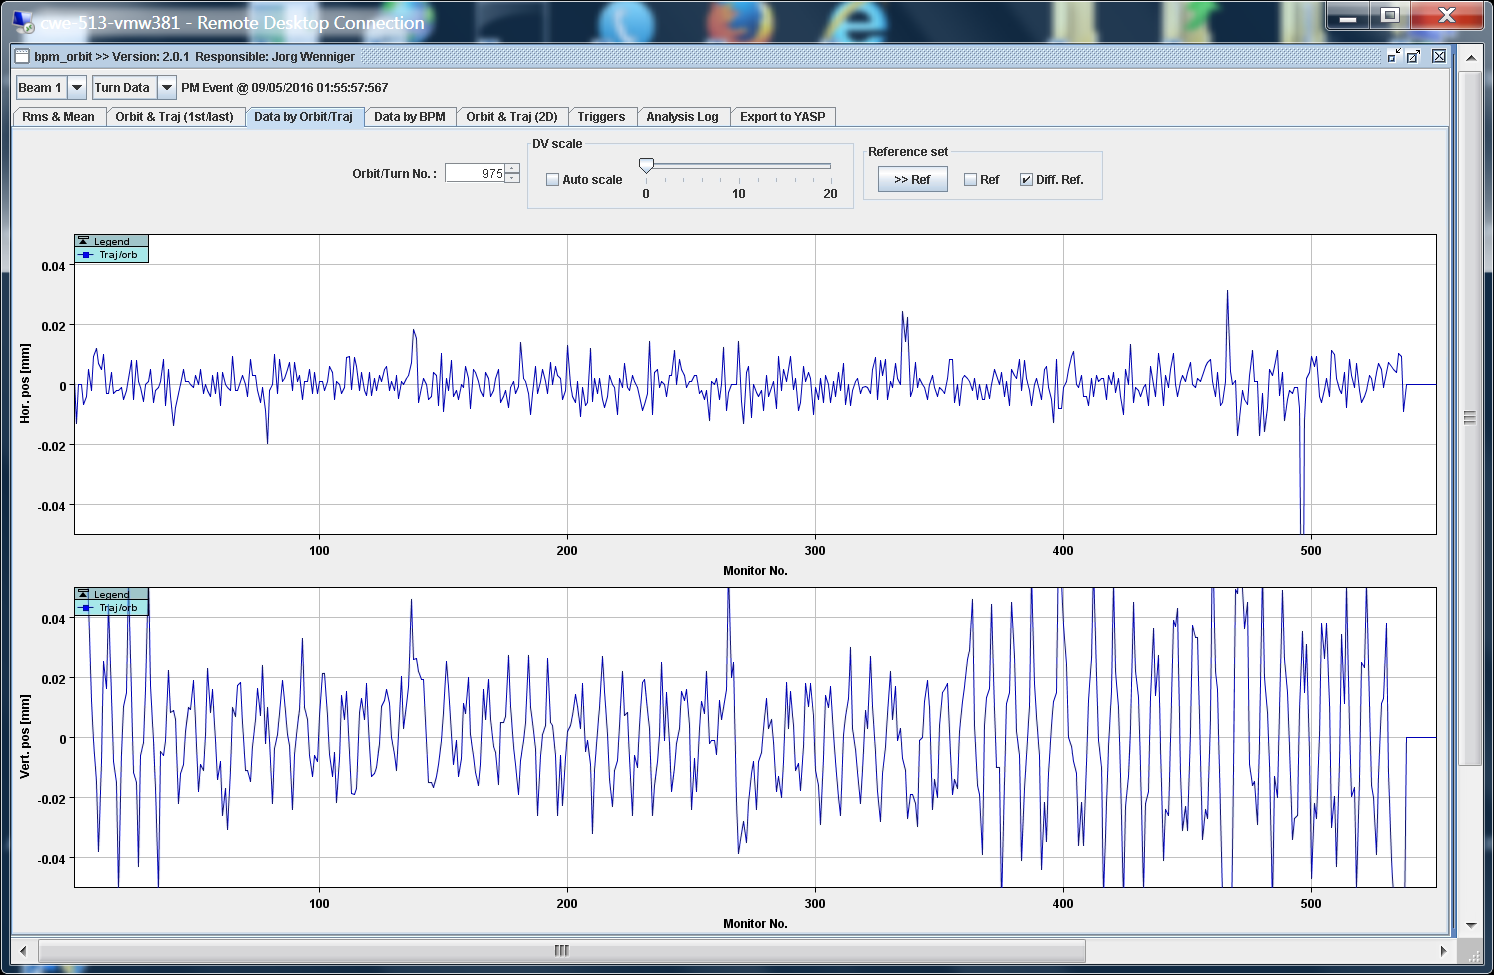 cwe-513-vmw381 - Remote Desktop Connection
bpm_orbit >> Version: 2.0.1 Responsible: Jorg Wenniger
Beam 1 Turn Data PM Event @ 09/05/2016 01:55:57:567
Rms & Mean Orbit & Traj (1st/last) Data by Orbit/Traj Data by BPM Orbit & Traj (2D) Triggers Analysis Log Export to YASP
DV scale
Reference set
Orbit/Turn No. : 975
Auto scale
>> Ref Ref Diff. Ref.
0 10 20
Legend
Traj/orb
0.04
0.02
0
-0.02
-0.04
Hor. pos [mm]
100 200 300 400 500
Monitor No.
Legend
Traj/orb
0.04
0.02
0
-0.02
-0.04
Vert. pos [mm]
100 200 300 400 500
Monitor No.